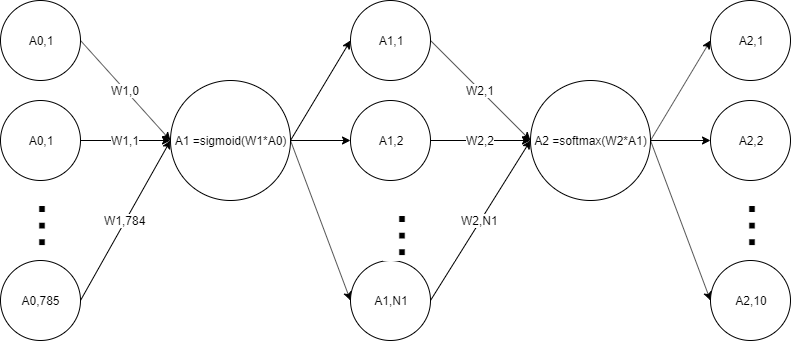 A0,1
A1,1
A2,1
W1,0
W2,1
A0,1
W1,1
A1 =sigmoid(W1*A0)
A1,2
W2,2
A2 =softmax(W2*A1)
A2,2
W1,784
W2,N1
A0,785
A1,N1
A2,10